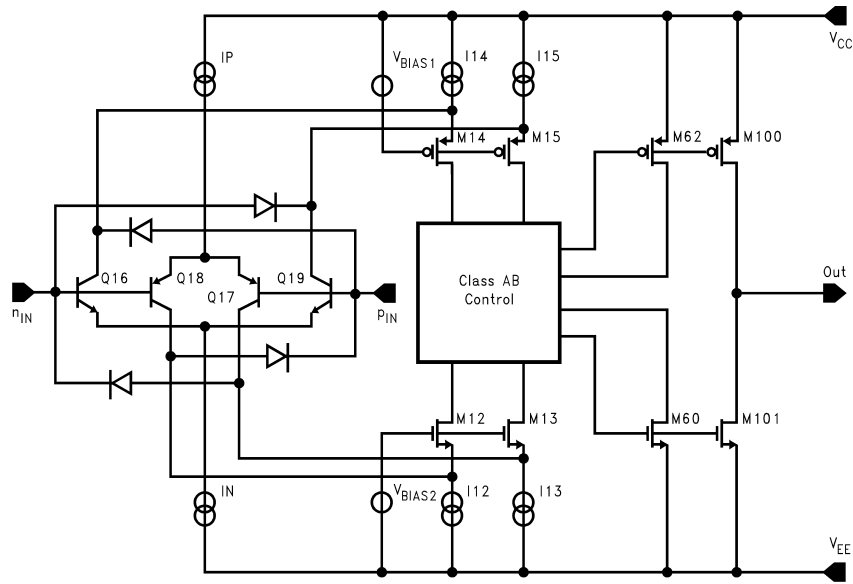 VCC
IP
VBIAS1
I14
I15
M14
M15
M62
M100
Q16
Q18
Q17
Q19
Class AB
Control
Out
nIN
pIN
M12
M13
M60
M101
IN
VBIAS2
I12
I13
VEE